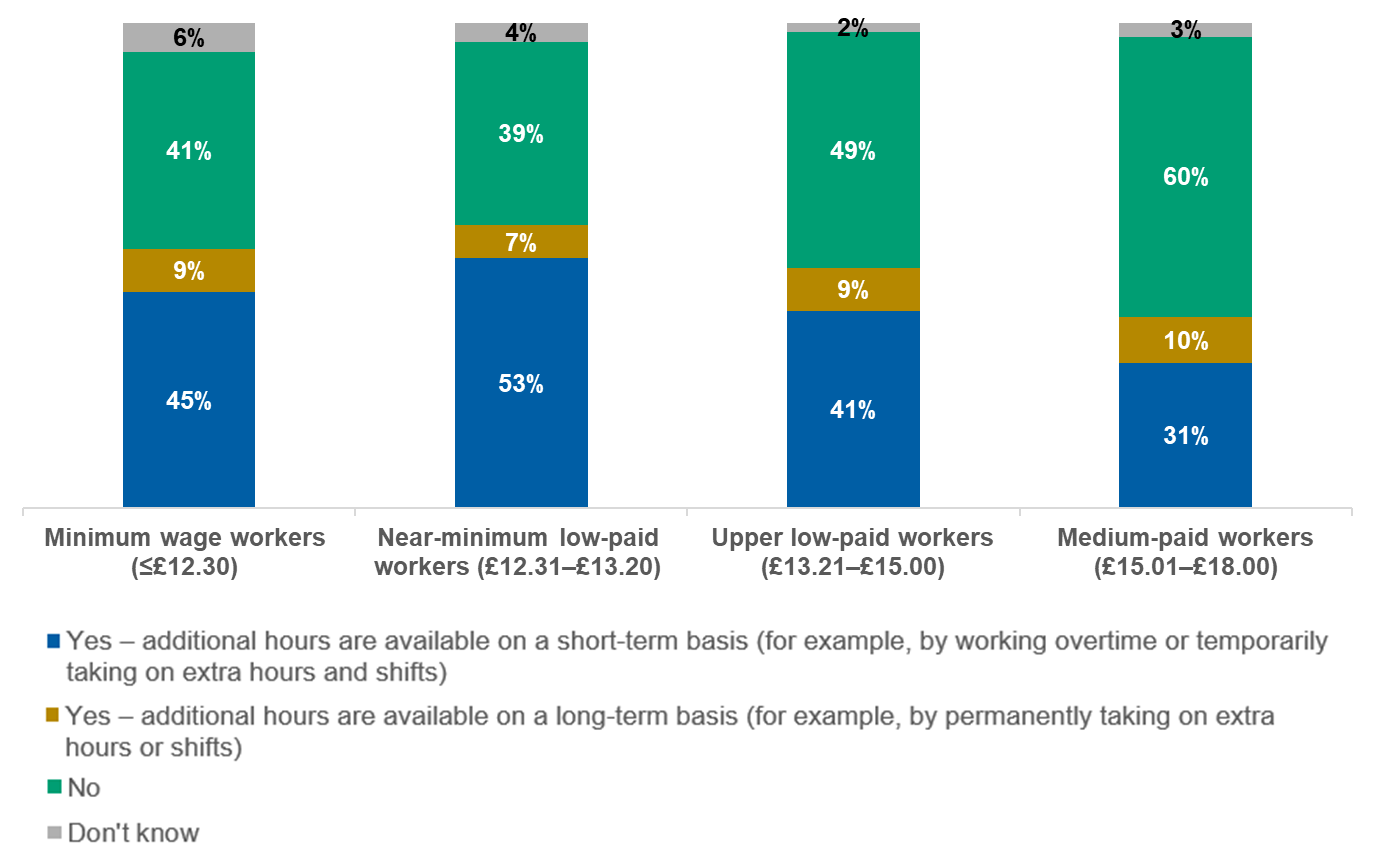 6%
4%
2%
3%
41%
39%
49%
60%
9%
7%
9%
10%
45%
53%
41%
31%
Minimum wage workers
(≤£12.30)
Near-minimum low-paid
workers (£12.31–£13.20)
Upper low-paid workers
(£13.21–£15.00)
Medium-paid workers
(£15.01–£18.00)
Yes – additional hours are available on a short-term basis (for example, by working overtime or temporarily
taking on extra hours and shifts)
Yes – additional hours are available on a long-term basis (for example, by permanently taking on extra
hours or shifts)
No
Don't know